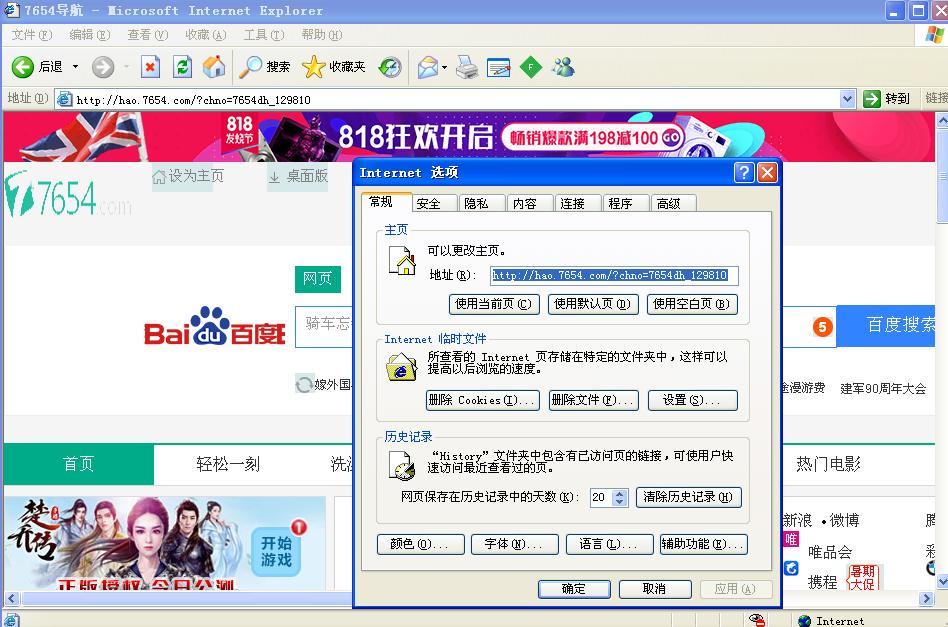 7654导航 - Microsoft Internet Explorer
文件(F) 编辑(E) 查看(V) 收藏(A) 工具(T) 帮助(H)
后退 搜索 收藏夹
地址(D) http://hao.7654.com/?chno=7654dh_129810 转到 链接
818 发烧节 818狂欢开启 畅销爆款满198减100 GO
7654.com 设为主页 桌面版
网页
Bai du 百度 骑车忘 5 百度搜索
嫁外国 漫游费 建军90周年大会
首页 轻松一刻 洗 热门电影
楚乔传 开始游戏 1
正版授权 今日公测
新浪 • 微博
唯 唯品会
携程 暑期大促
Internet 选项
常规 安全 隐私 内容 连接 程序 高级
主页
可以更改主页。
地址(R): http://hao.7654.com/?chno=7654dh_129810
使用当前页(C) 使用默认页(D) 使用空白页(B)
Internet 临时文件
所查看的 Internet 页存储在特定的文件夹中，这样可以
提高以后浏览的速度。
删除 Cookies(I)... 删除文件(F)... 设置(S)...
历史记录
“History”文件夹中包含有已访问页的链接，可使用户快
速访问最近查看过的页。
网页保存在历史记录中的天数(K): 20 清除历史记录(H)
颜色(O)... 字体(N)... 语言(L)... 辅助功能(E)...
确定 取消 应用(A)
Internet